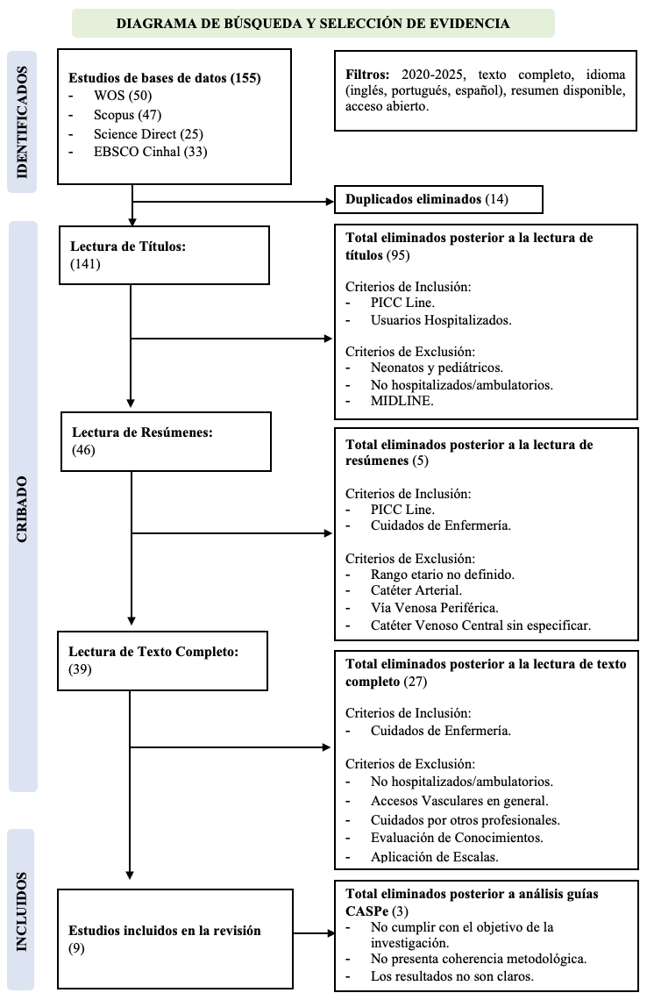 DIAGRAMA DE BÚSQUEDA Y SELECCIÓN DE EVIDENCIA
IDENTIFICADOS
Estudios de bases de datos (155)
- WOS (50)
- Scopus (47)
- Science Direct (25)
- EBSCO Cinhal (33)
Filtros: 2020-2025, texto completo, idioma
(inglés, portugués, español), resumen disponible,
acceso abierto.
Duplicados eliminados (14)
CRIBADO
Lectura de Títulos:
(141)
Total eliminados posterior a la lectura de
títulos (95)
Criterios de Inclusión:
- PICC Line.
- Usuarios Hospitalizados.
Criterios de Exclusión:
- Neonatos y pediátricos.
- No hospitalizados/ambulatorios.
- MIDLINE.
Lectura de Resúmenes:
(46)
Total eliminados posterior a la lectura de
resúmenes (5)
Criterios de Inclusión:
- PICC Line.
- Cuidados de Enfermería.
Criterios de Exclusión:
- Rango etario no definido.
- Catéter Arterial.
- Vía Venosa Periférica.
- Catéter Venoso Central sin especificar.
Lectura de Texto Completo:
(39)
Total eliminados posterior a la lectura de texto
completo (27)
Criterios de Inclusión:
- Cuidados de Enfermería.
Criterios de Exclusión:
- No hospitalizados/ambulatorios.
- Accesos Vasculares en general.
- Cuidados por otros profesionales.
- Evaluación de Conocimientos.
- Aplicación de Escalas.
INCLUIDOS
Estudios incluidos en la revisión
(9)
Total eliminados posterior a análisis guías
CASPe (3)
- No cumplir con el objetivo de la
investigación.
- No presenta coherencia metodológica.
- Los resultados no son claros.